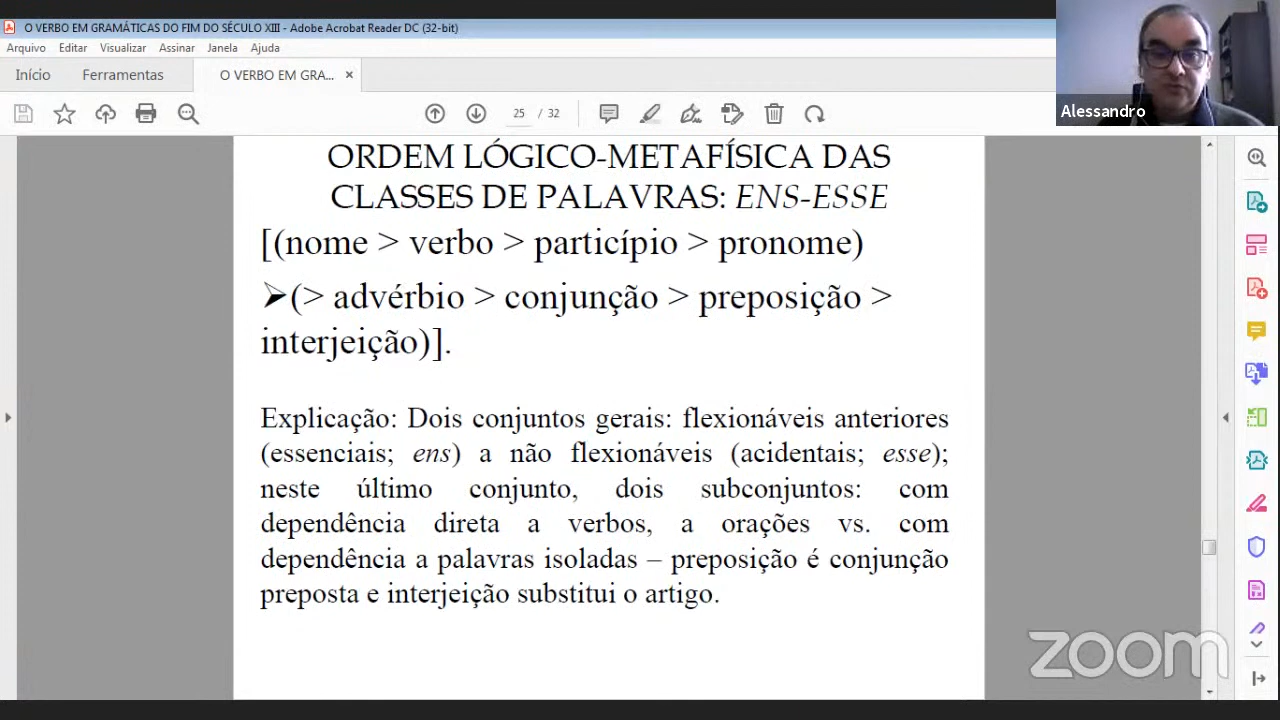 O VERBO EM GRAMÁTICAS DO FIM DO SÉCULO XIII - Adobe Acrobat Reader DC (32-bit)
Arquivo Editar Visualizar Assinar Janela Ajuda
Início Ferramentas O VERBO EM GRA... ×
25 / 32
Alessandro
ORDEM LÓGICO-METAFÍSICA DAS
CLASSES DE PALAVRAS: ENS-ESSE
[(nome > verbo > particípio > pronome)
➢(> advérbio > conjunção > preposição >
interjeição)].
Explicação: Dois conjuntos gerais: flexionáveis anteriores
(essenciais; ens) a não flexionáveis (acidentais; esse);
neste último conjunto, dois subconjuntos: com
dependência direta a verbos, a orações vs. com
dependência a palavras isoladas – preposição é conjunção
preposta e interjeição substitui o artigo.
zoom